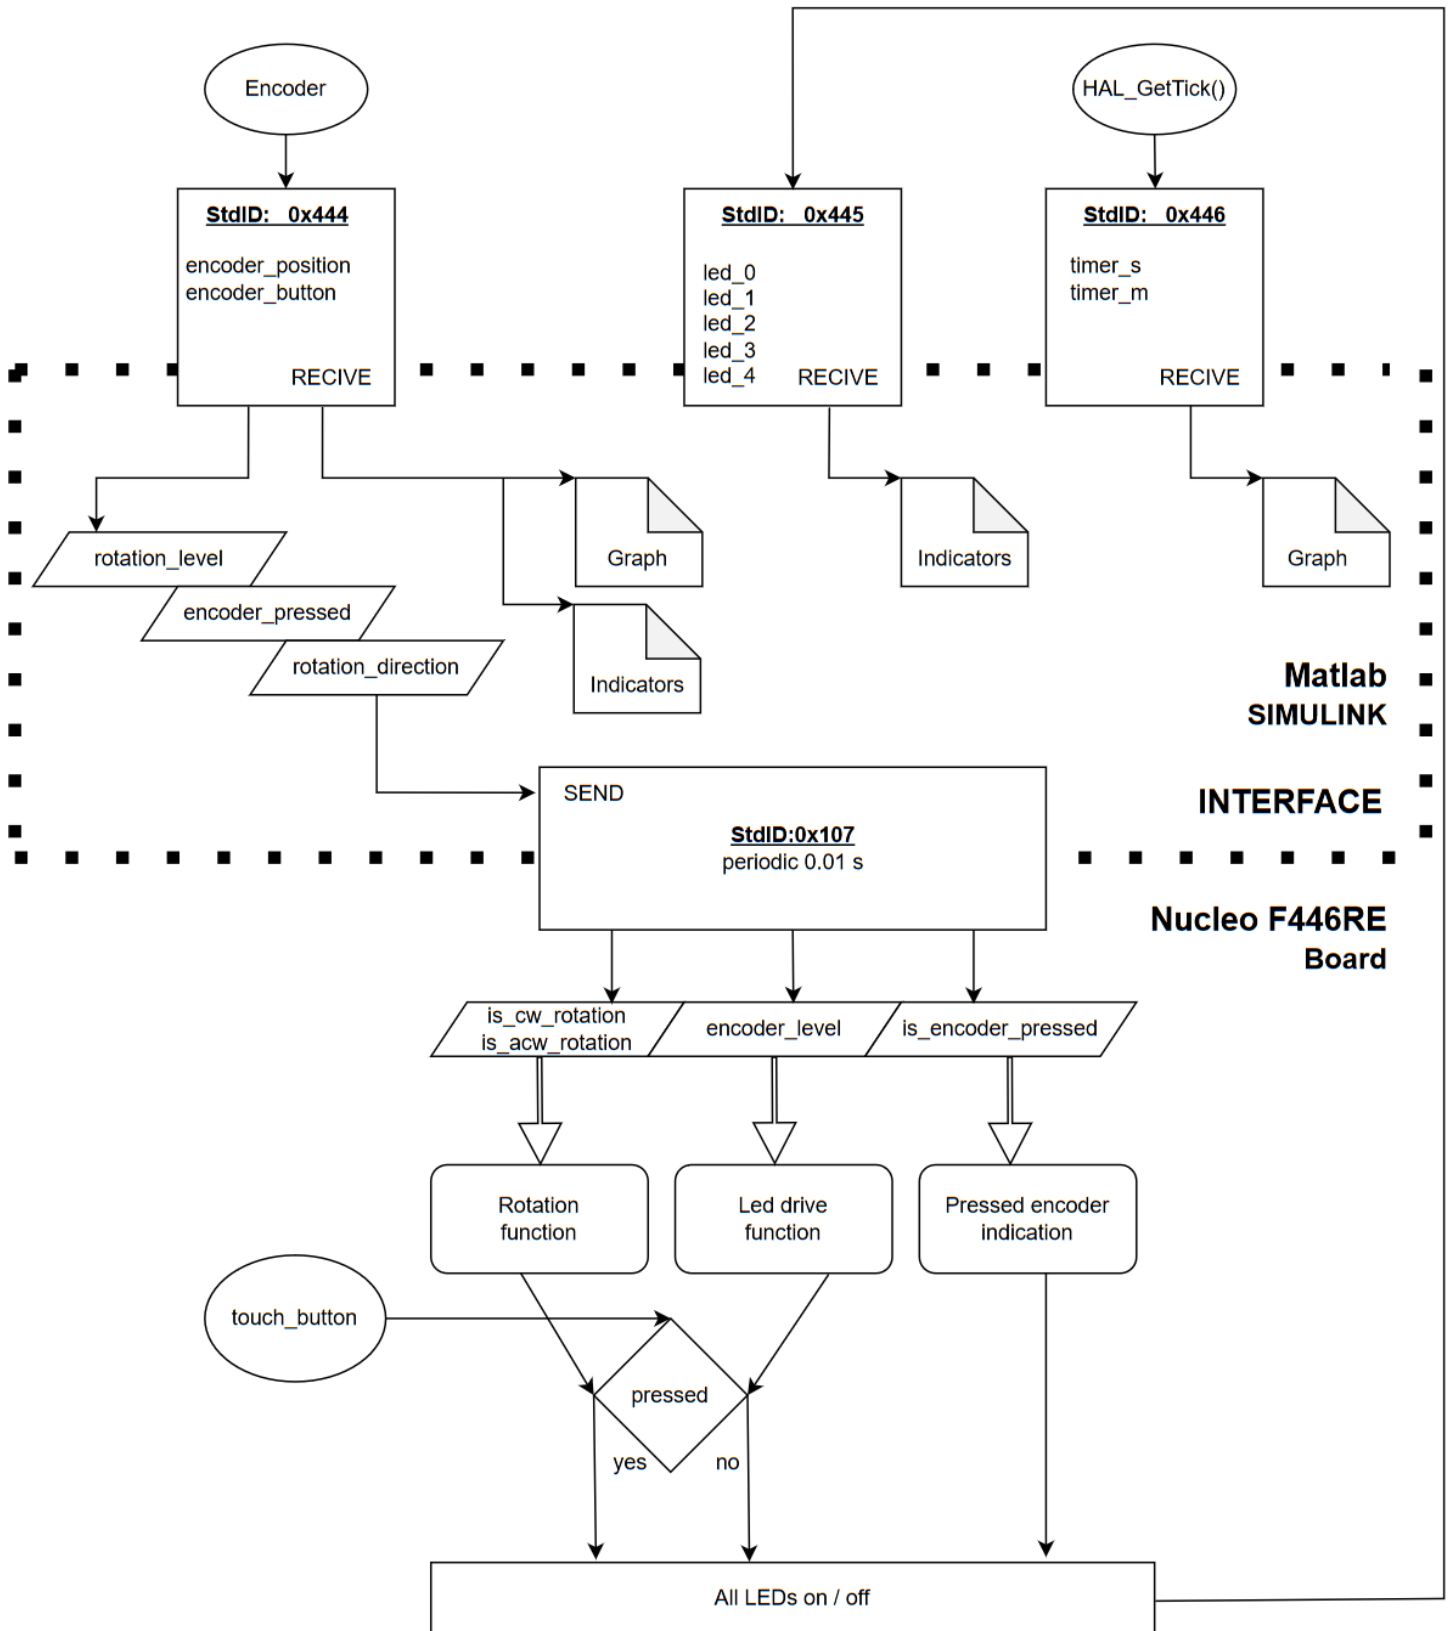 Encoder
HAL_GetTick()
StdID: 0x444
encoder_position
encoder_button
RECIVE
StdID: 0x445
led_0
led_1
led_2
led_3
led_4
RECIVE
StdID: 0x446
timer_s
timer_m
RECIVE
rotation_level
encoder_pressed
rotation_direction
Graph
Indicators
Indicators
Graph
Matlab
SIMULINK
INTERFACE
SEND
StdID:0x107
periodic 0.01 s
Nucleo F446RE
Board
is_cw_rotation
is_acw_rotation
encoder_level
is_encoder_pressed
Rotation
function
Led drive
function
Pressed encoder
indication
touch_button
pressed
yes
no
All LEDs on / off